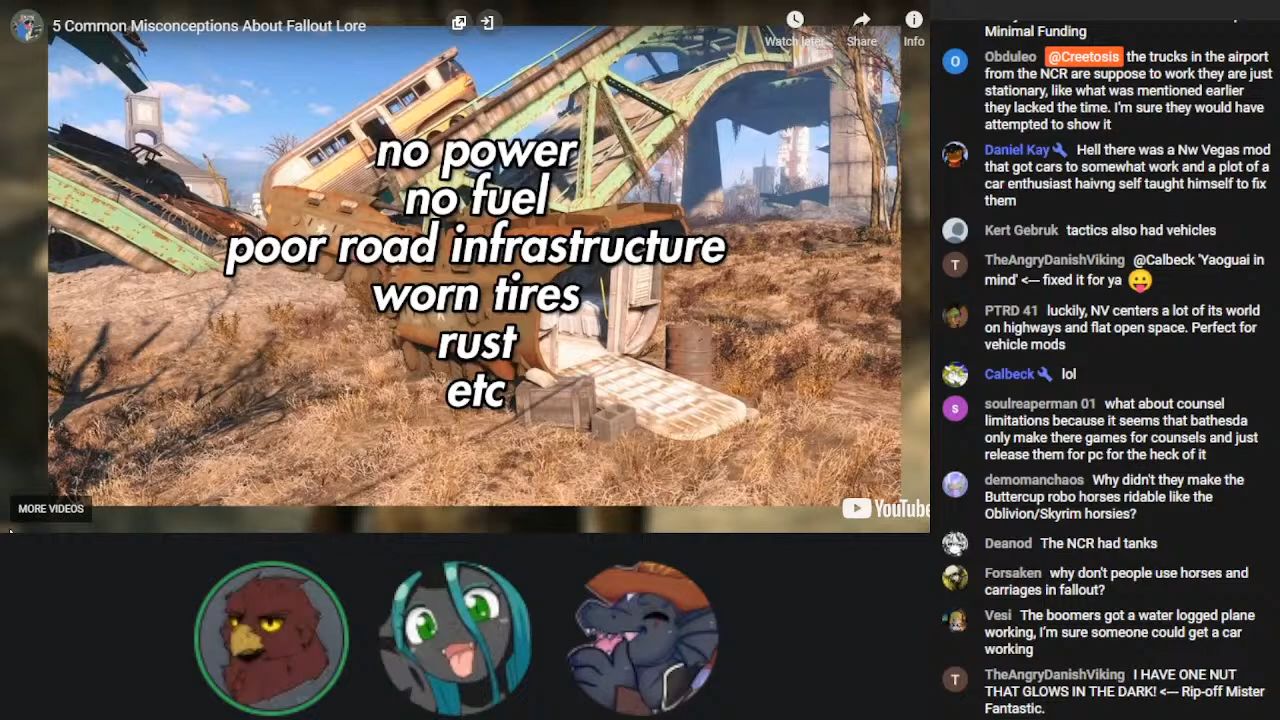 5 Common Misconceptions About Fallout Lore
Watch later
Share
Info
no power
no fuel
poor road infrastructure
worn tires
rust
etc
MORE VIDEOS
YouTube
Minimal Funding
Obduleo @Creetosis the trucks in the airport
from the NCR are suppose to work they are just
stationary, like what was mentioned earlier
they lacked the time. I'm sure they would have
attempted to show it
Daniel Kay Hell there was a Nw Vegas mod
that got cars to somewhat work and a plot of a
car enthusiast haivng self taught himself to fix
them
Kert Gebruk tactics also had vehicles
T
TheAngryDanishViking @Calbeck 'Yaoguai in
mind' <— fixed it for ya
PTRD 41 luckily, NV centers a lot of its world
on highways and flat open space. Perfect for
vehicle mods
Calbeck lol
S
soulreaperman 01 what about counsel
limitations because it seems that bathesda
only make there games for counsels and just
release them for pc for the heck of it
demomanchaos Why didn't they make the
Buttercup robo horses ridable like the
Oblivion/Skyrim horsies?
Deanod The NCR had tanks
Forsaken why don't people use horses and
carriages in fallout?
Vesi The boomers got a water logged plane
working, I'm sure someone could get a car
working
T
TheAngryDanishViking I HAVE ONE NUT
THAT GLOWS IN THE DARK! <— Rip-off Mister
Fantastic.